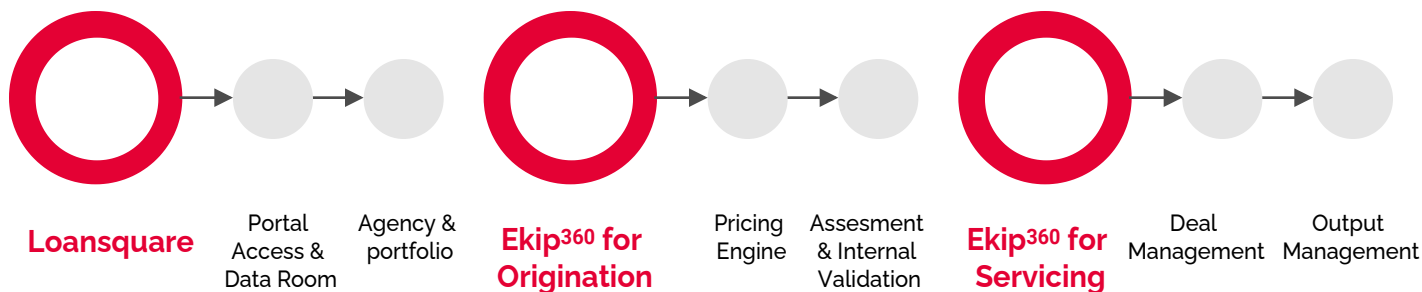 Loansquare
Portal
Access &
Data Room
Agency &
portfolio
Ekip360 for
Origination
Pricing
Engine
Assesment
& Internal
Validation
Ekip360 for
Servicing
Deal
Management
Output
Management